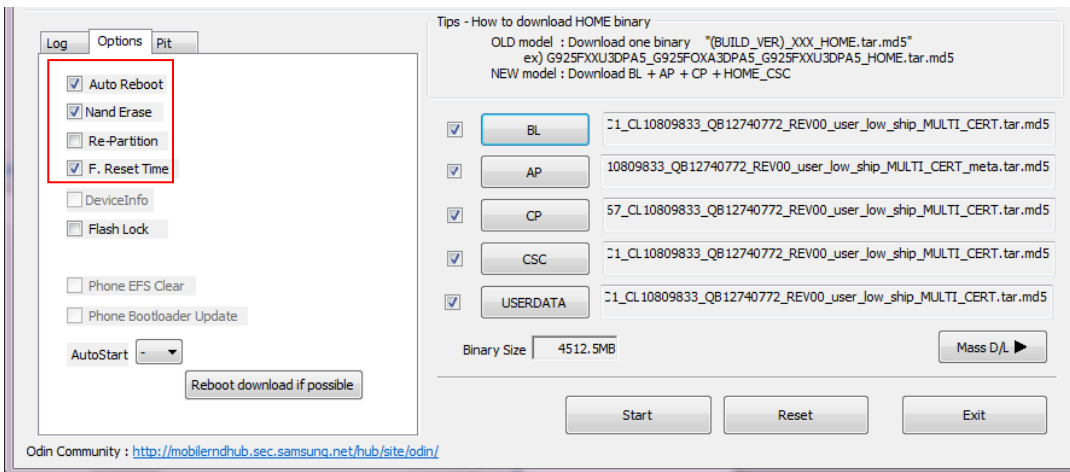 Log Options Pit
Auto Reboot
Nand Erase
Re-Partition
F. Reset Time
DeviceInfo
Flash Lock
Phone EFS Clear
Phone Bootloader Update
AutoStart -
Reboot download if possible
Tips - How to download HOME binary
OLD model : Download one binary "(BUILD_VER)_XXX_HOME.tar.md5"
ex) G925FXXU3DPA5_G925FOXA3DPA5_G925FXXU3DPA5_HOME.tar.md5
NEW model : Download BL + AP + CP + HOME_CSC
BL C1_CL10809833_QB12740772_REV00_user_low_ship_MULTI_CERT.tar.md5
AP 10809833_QB12740772_REV00_user_low_ship_MULTI_CERT_meta.tar.md5
CP 57_CL10809833_QB12740772_REV00_user_low_ship_MULTI_CERT.tar.md5
CSC C1_CL10809833_QB12740772_REV00_user_low_ship_MULTI_CERT.tar.md5
USERDATA C1_CL10809833_QB12740772_REV00_user_low_ship_MULTI_CERT.tar.md5
Binary Size 4512.5MB
Mass D/L
Start Reset Exit
Odin Community : http://mobilerndhub.sec.samsung.net/hub/site/odin/